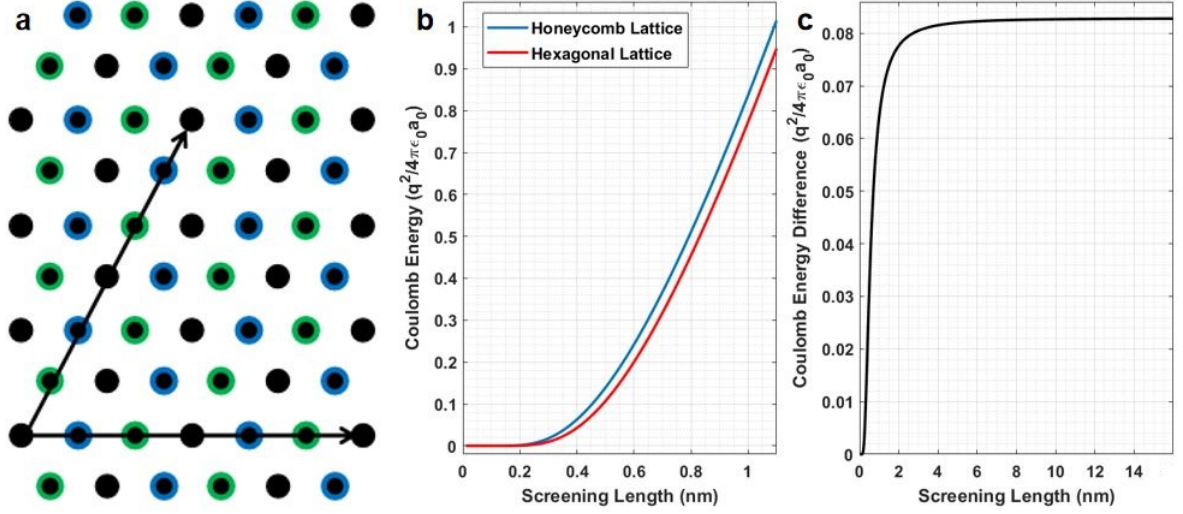 a
b
c
Honeycomb Lattice
Hexagonal Lattice
Coulomb Energy (q²/4πϵ₀a₀)
1
0.9
0.8
0.7
0.6
0.5
0.4
0.3
0.2
0.1
0
0 0.2 0.4 0.6 0.8 1
Screening Length (nm)
Coulomb Energy Difference (q²/4πϵ₀a₀)
0.08
0.07
0.06
0.05
0.04
0.03
0.02
0.01
0
0 2 4 6 8 10 12 14
Screening Length (nm)